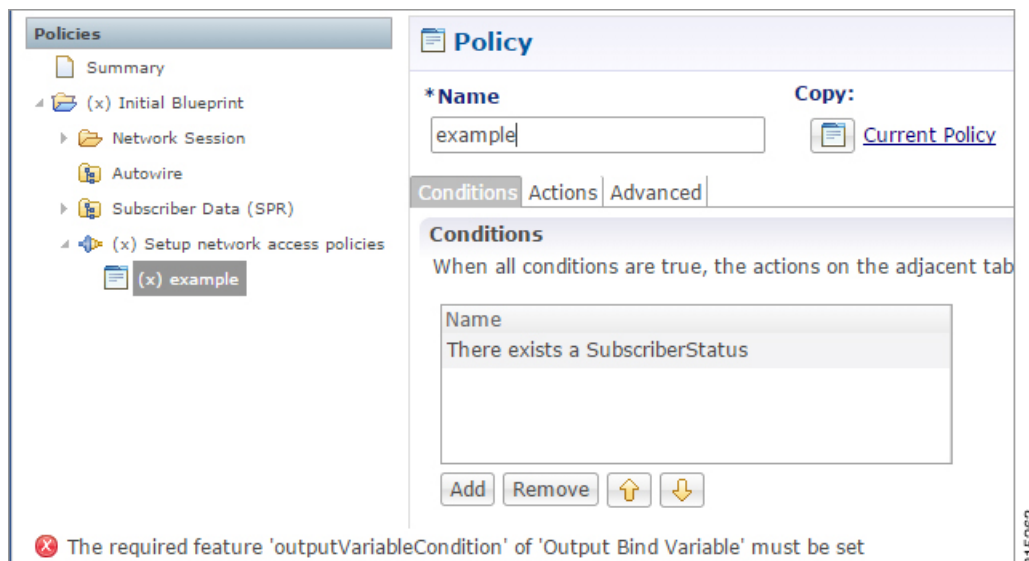 Policies
Summary
(x) Initial Blueprint
Network Session
Autowire
Subscriber Data (SPR)
(x) Setup network access policies
(x) example
Policy
*Name
Copy:
example
Current Policy
Conditions Actions Advanced
Conditions
When all conditions are true, the actions on the adjacent tab
Name
There exists a SubscriberStatus
Add Remove
The required feature 'outputVariableCondition' of 'Output Bind Variable' must be set